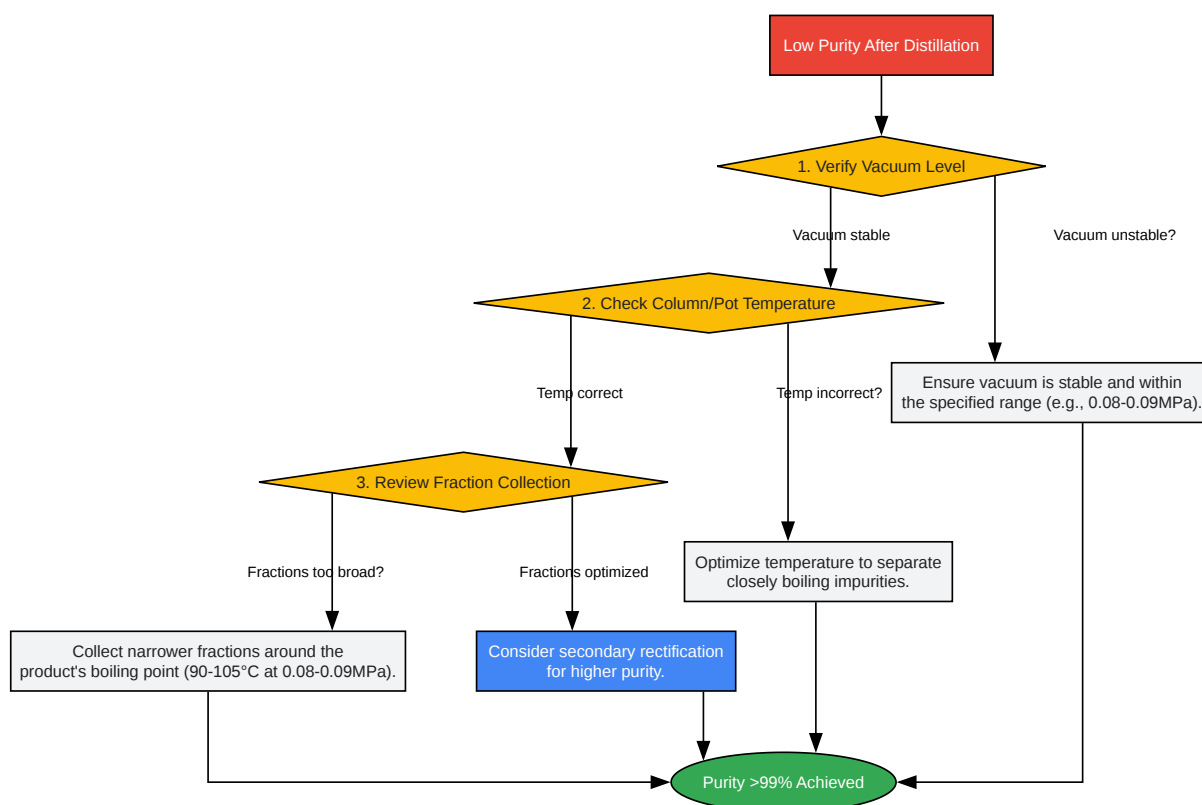 Low Purity After Distillation
1. Verify Vacuum Level
Vacuum stable
Vacuum unstable?
2. Check Column/Pot Temperature
Ensure vacuum is stable and within
the specified range (e.g., 0.08-0.09MPa).
Temp correct
Temp incorrect?
3. Review Fraction Collection
Optimize temperature to separate
closely boiling impurities.
Fractions too broad?
Fractions optimized
Collect narrower fractions around the
product's boiling point (90-105°C at 0.08-0.09MPa).
Consider secondary rectification
for higher purity.
Purity >99% Achieved